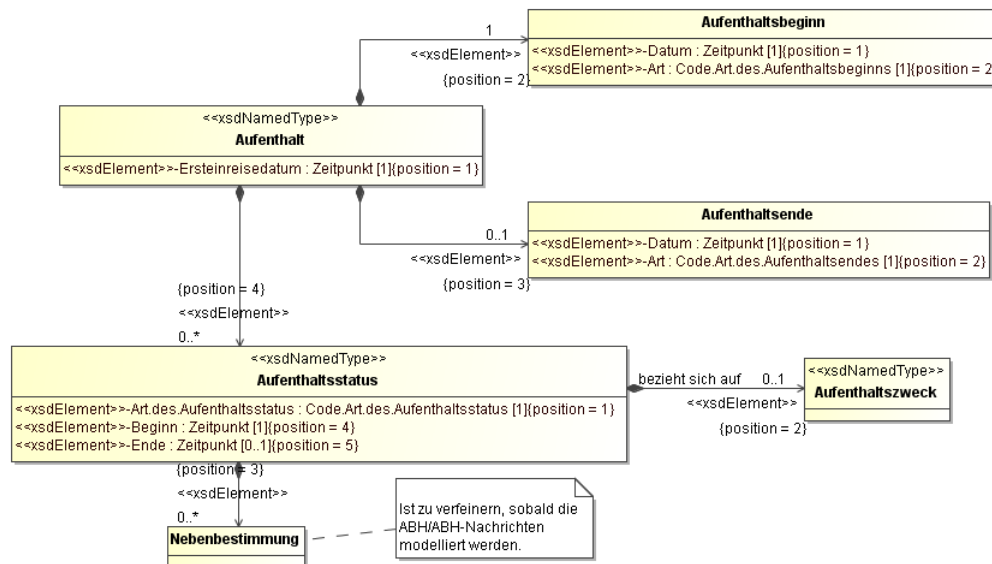 Aufenthaltsbeginn
1
<<xsdElement>>-Datum : Zeitpunkt [1]{position = 1}
<<xsdElement>>
<<xsdElement>>-Art : Code.Art.des.Aufenthaltsbeginns [1]{position = 2
{position = 2}
<<xsdNamedType>>
Aufenthalt
<<xsdElement>>-Ersteinreisedatum : Zeitpunkt [1]{position = 1}
Aufenthaltsende
0..1
<<xsdElement>>-Datum : Zeitpunkt [1]{position = 1}
<<xsdElement>>
<<xsdElement>>-Art : Code.Art.des.Aufenthaltsendes [1]{position = 2}
{position = 3}
{position = 4}
<<xsdElement>>
0..*
<<xsdNamedType>>
Aufenthaltsstatus
<<xsdElement>>-Art.des.Aufenthaltsstatus : Code.Art.des.Aufenthaltsstatus [1]{position = 1}
<<xsdElement>>-Beginn : Zeitpunkt [1]{position = 4}
<<xsdElement>>-Ende : Zeitpunkt [0..1]{position = 5}
bezieht sich auf 0..1
<<xsdElement>>
{position = 2}
<<xsdNamedType>>
Aufenthaltszweck
{position = 3}
<<xsdElement>>
0..*
Nebenbestimmung
Ist zu verfeinern, sobald die
ABH/ABH-Nachrichten
modelliert werden.